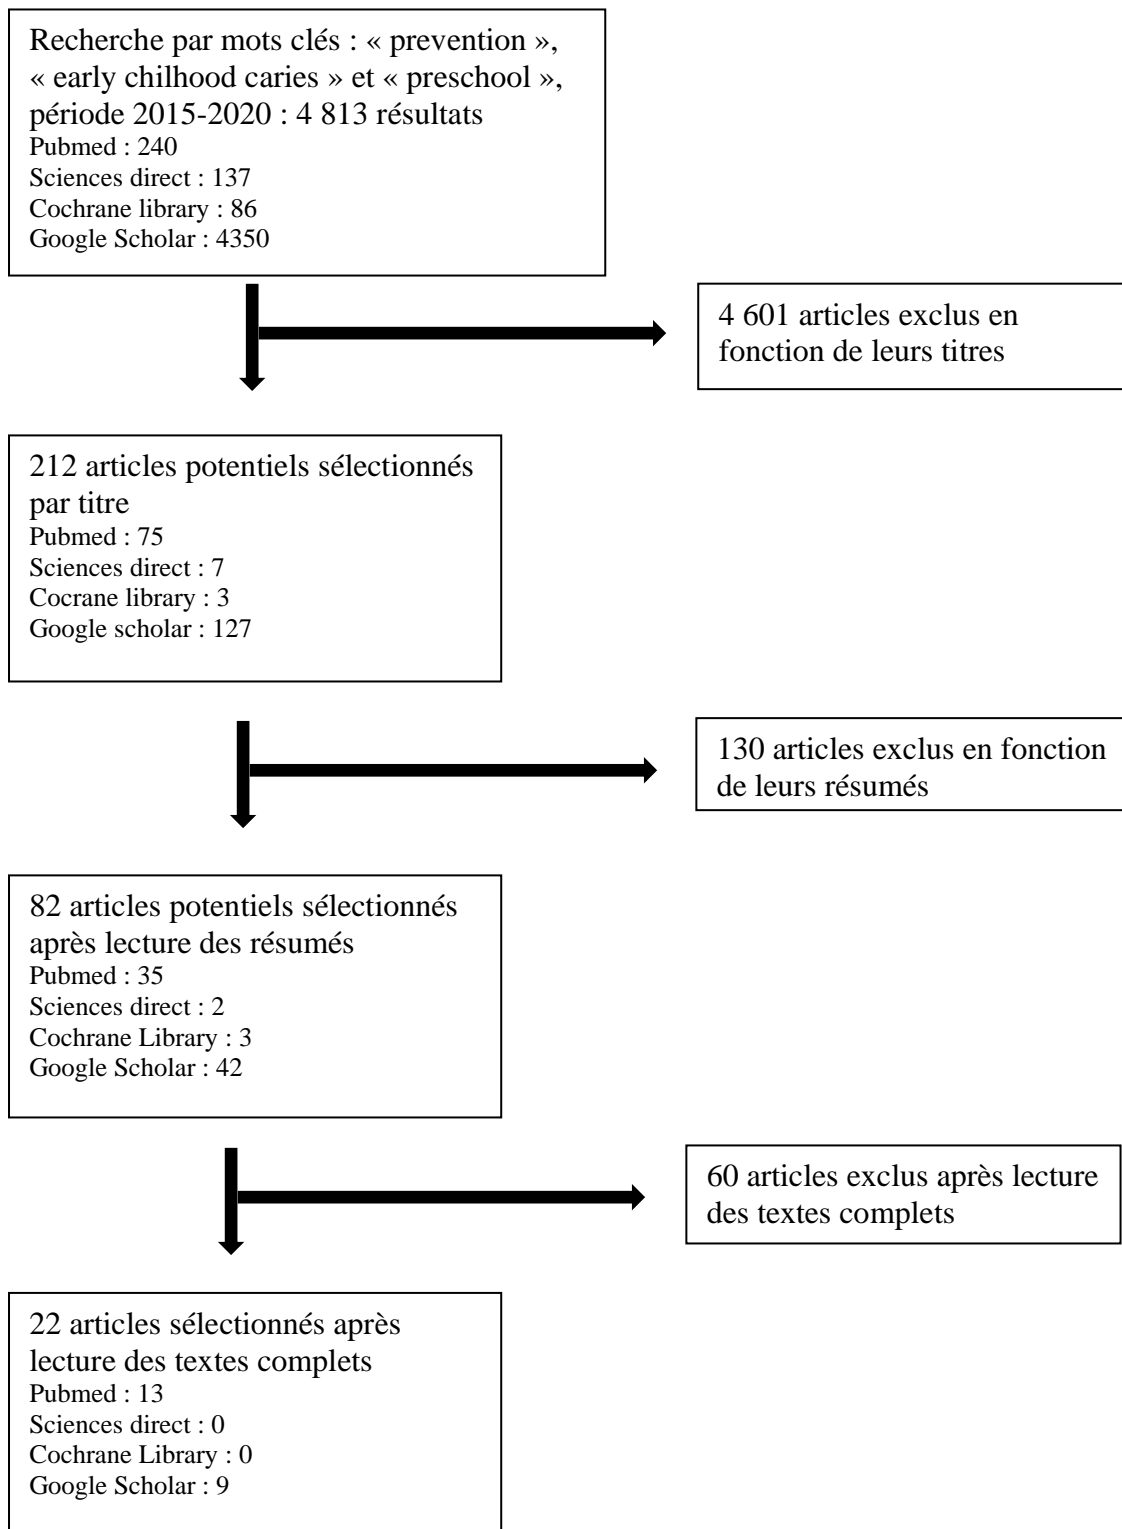 Recherche par mots clés : « prevention »,
« early chilhood caries » et « preschool »,
période 2015-2020 : 4 813 résultats
Pubmed : 240
Sciences direct : 137
Cochrane library : 86
Google Scholar : 4350
4 601 articles exclus en
fonction de leurs titres
212 articles potentiels sélectionnés
par titre
Pubmed : 75
Sciences direct : 7
Cocrane library : 3
Google scholar : 127
130 articles exclus en fonction
de leurs résumés
82 articles potentiels sélectionnés
après lecture des résumés
Pubmed : 35
Sciences direct : 2
Cochrane Library : 3
Google Scholar : 42
60 articles exclus après lecture
des textes complets
22 articles sélectionnés après
lecture des textes complets
Pubmed : 13
Sciences direct : 0
Cochrane Library : 0
Google Scholar : 9